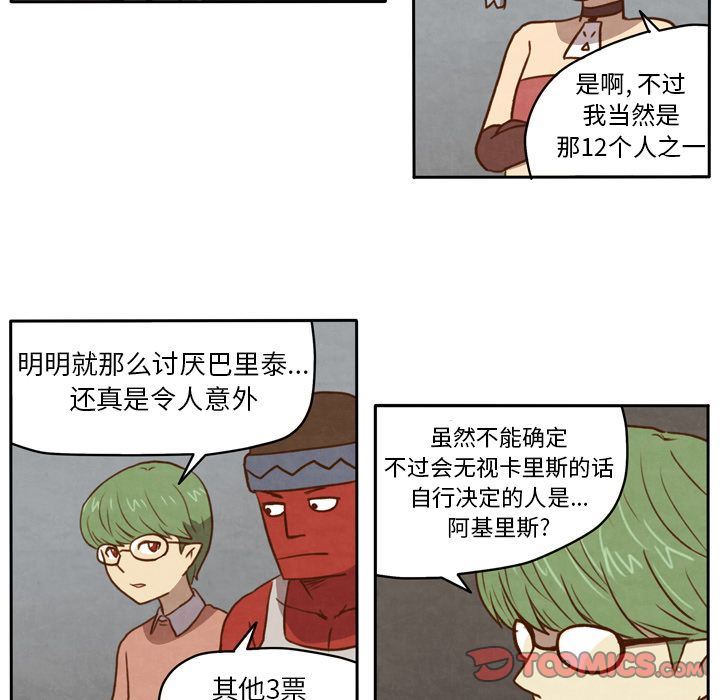 是啊, 不过
我当然是
那12个人之一
明明就那么讨厌巴里泰...
还真是令人意外
虽然不能确定
不过会无视卡里斯的话
自行决定的人是...
阿基里斯?
其他3票
TOOMICS.COM